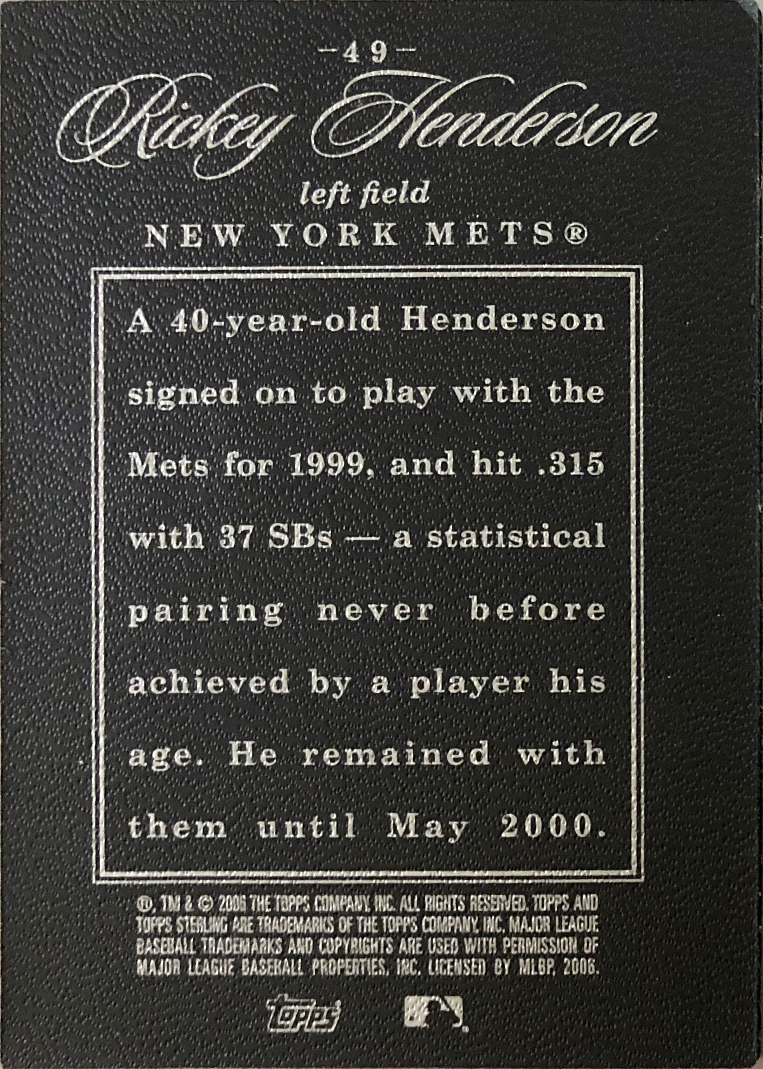 -49-
Rickey Henderson
left field
NEW YORK METS®
A 40-year-old Henderson
signed on to play with the
Mets for 1999, and hit .315
with 37 SBs — a statistical
pairing never before
achieved by a player his
age. He remained with
them until May 2000.
®, TM & © 2006 THE TOPPS COMPANY, INC. ALL RIGHTS RESERVED. TOPPS AND
TOPPS STERLING ARE TRADEMARKS OF THE TOPPS COMPANY, INC. MAJOR LEAGUE
BASEBALL TRADEMARKS AND COPYRIGHTS ARE USED WITH PERMISSION OF
MAJOR LEAGUE BASEBALL PROPERTIES, INC. LICENSED BY MLBP, 2006.
Topps